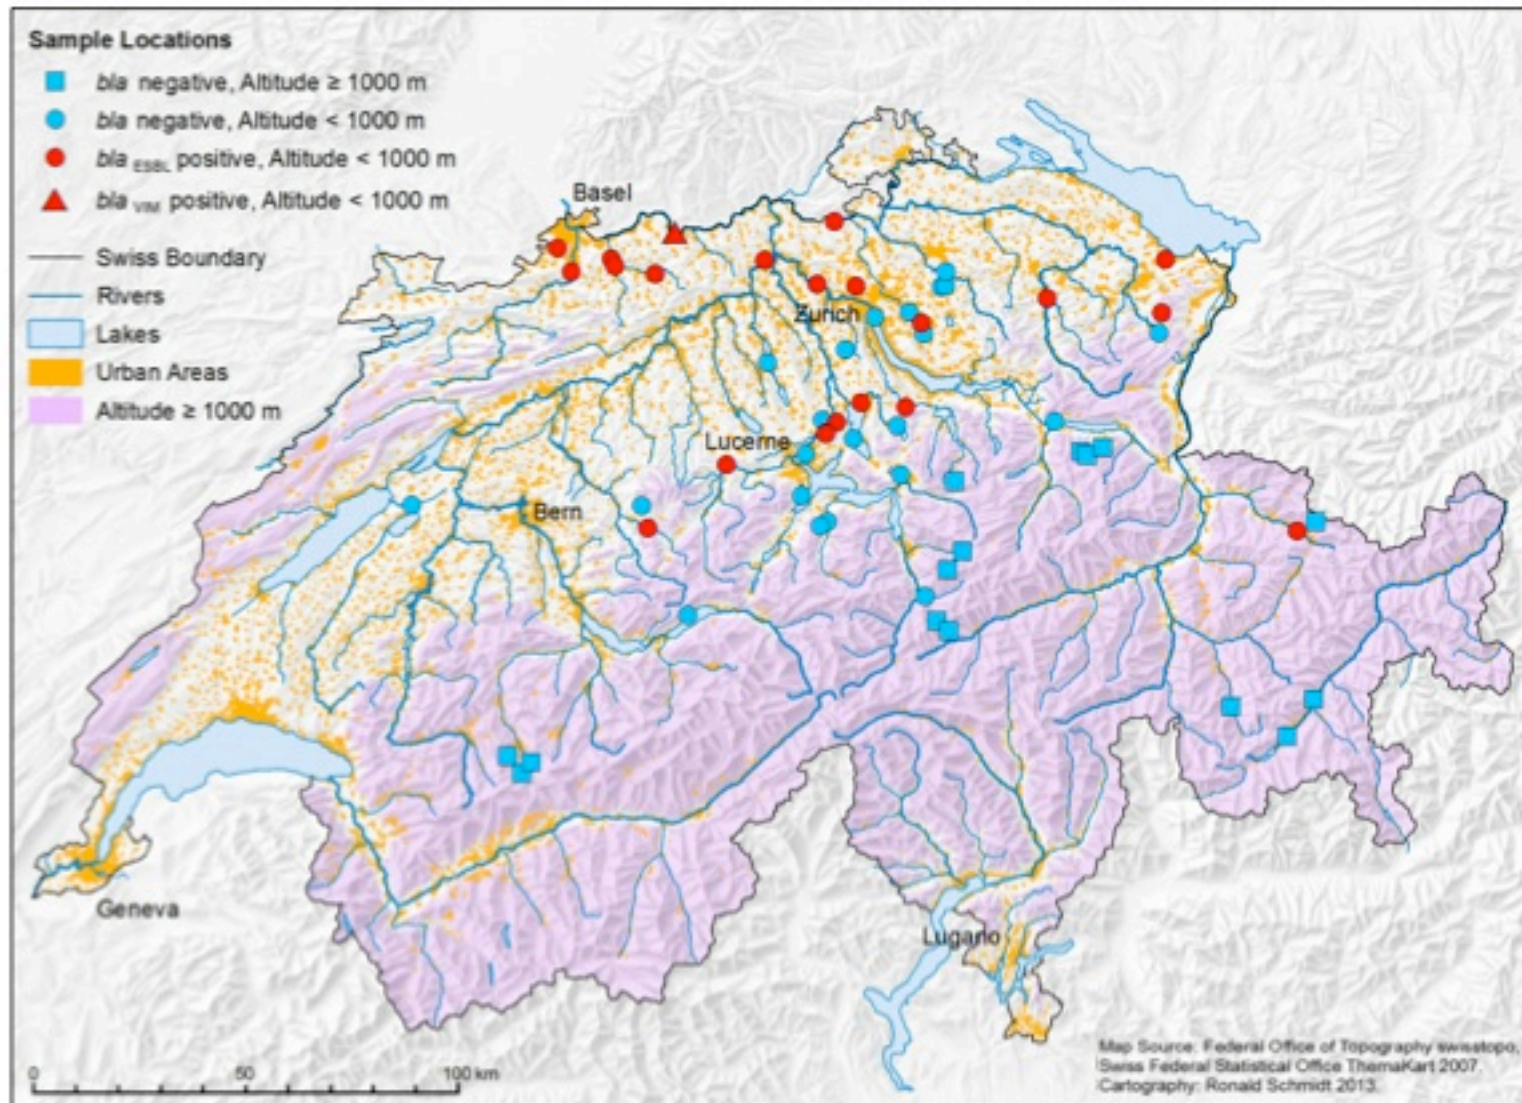 Sample Locations
bla negative, Altitude ≥ 1000 m
bla negative, Altitude < 1000 m
bla ESBL positive, Altitude < 1000 m
bla VIM positive, Altitude < 1000 m
Swiss Boundary
Rivers
Lakes
Urban Areas
Altitude ≥ 1000 m
Basel
Zurich
Lucerne
Bern
Geneva
Lugano
0 50 100 km
Map Source: Federal Office of Topography swisstopo,
Swiss Federal Statistical Office ThemaKart 2007.
Cartography: Ronald Schmidt 2013.